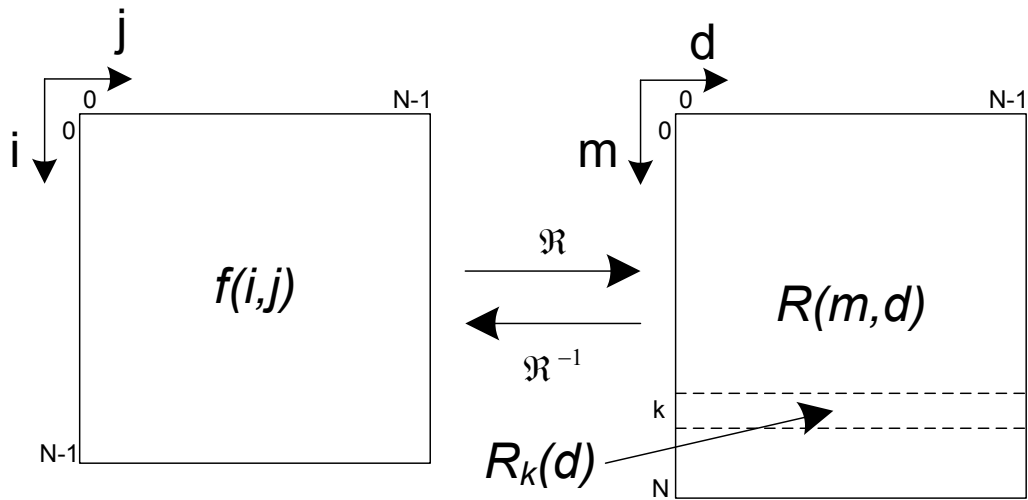 j
0 N-1
0
i
f(i,j)
N-1
ℜ
ℜ⁻¹
d
0 N-1
0
m
R(m,d)
k
R_k(d)
N